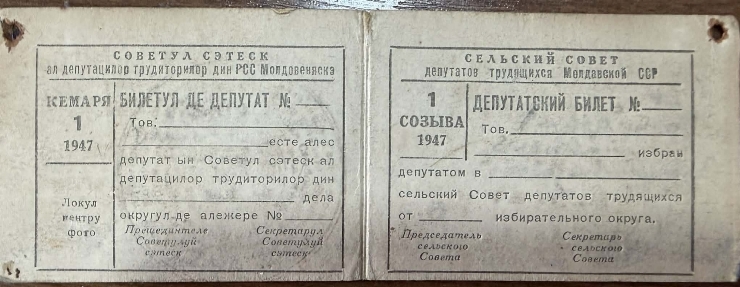 СОВЕТУЛ СЭТЕСК
ал депутацилор трудиторилор дин РСС Молдовеняскэ
КЕМАРЯ
1
1947
Локул
пентру
фото
БИЛЕТУЛ ДЕ ДЕПУТАТ №
Тов.
есте алес
депутат ын Советул сэтеск ал
депутацилор трудиторилор дин
дела
округул де алежере №
Прешединтеле
Советулуй
сэтеск
Секретарул
Советулуй
сэтеск
СЕЛЬСКИЙ СОВЕТ
депутатов трудящихся Молдавской ССР
1
СОЗЫВА
1947
ДЕПУТАТСКИЙ БИЛЕТ №
Тов.
избран
депутатом в
сельский Совет депутатов трудящихся
от избирательного округа.
Председатель
сельского
Совета
Секретарь
сельского
Совета